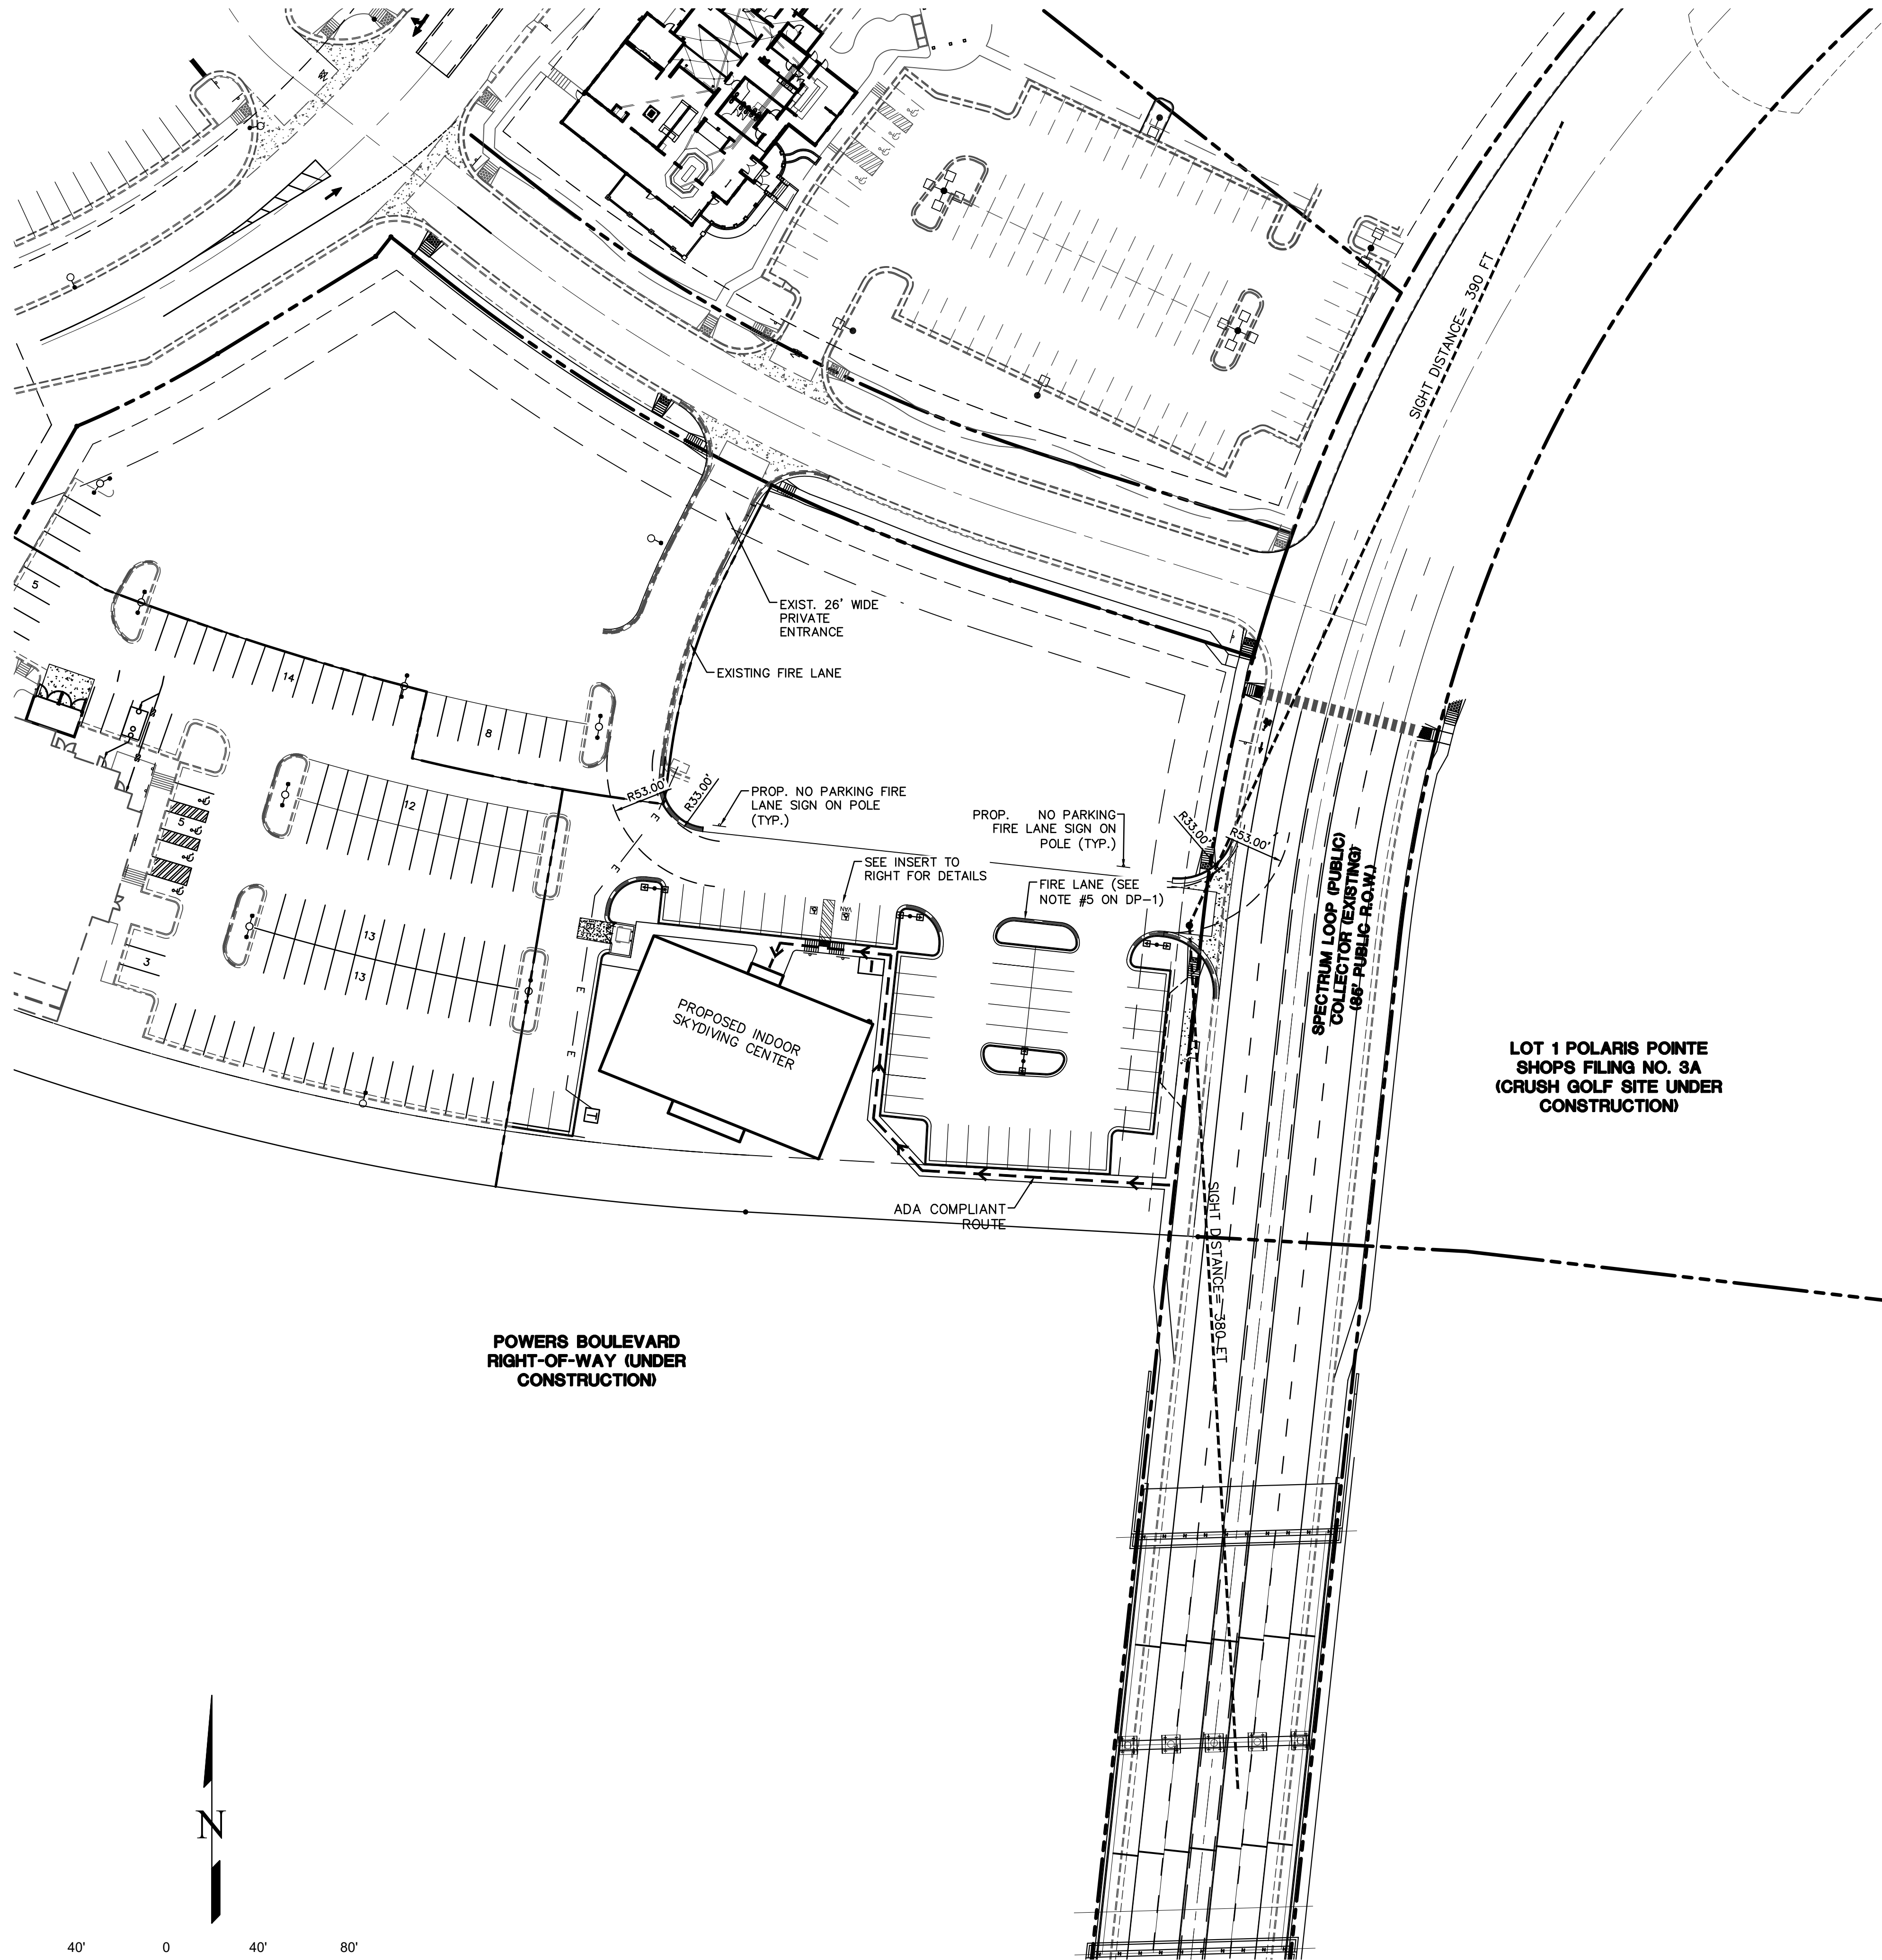 SIGHT DISTANCE= 390 FT
EXIST. 26' WIDE
PRIVATE
ENTRANCE
EXISTING FIRE LANE
5
14
8
12
5
13
13
3
R53.00'
R33.00'
PROP. NO PARKING FIRE
LANE SIGN ON POLE
(TYP.)
PROP. NO PARKING
FIRE LANE SIGN ON
POLE (TYP.)
R33.00'
R53.00'
SEE INSERT TO
RIGHT FOR DETAILS
FIRE LANE (SEE
NOTE #5 ON DP-1)
VAN
E
E
E
E
E
T
PROPOSED INDOOR
SKYDIVING CENTER
SPECTRUM LOOP (PUBLIC)
COLLECTOR (EXISTING)
(85' PUBLIC R.O.W.)
LOT 1 POLARIS POINTE
SHOPS FILING NO. 3A
(CRUSH GOLF SITE UNDER
CONSTRUCTION)
ADA COMPLIANT
ROUTE
SIGHT DISTANCE= 380 FT
POWERS BOULEVARD
RIGHT-OF-WAY (UNDER
CONSTRUCTION)
N
40' 0 40' 80'